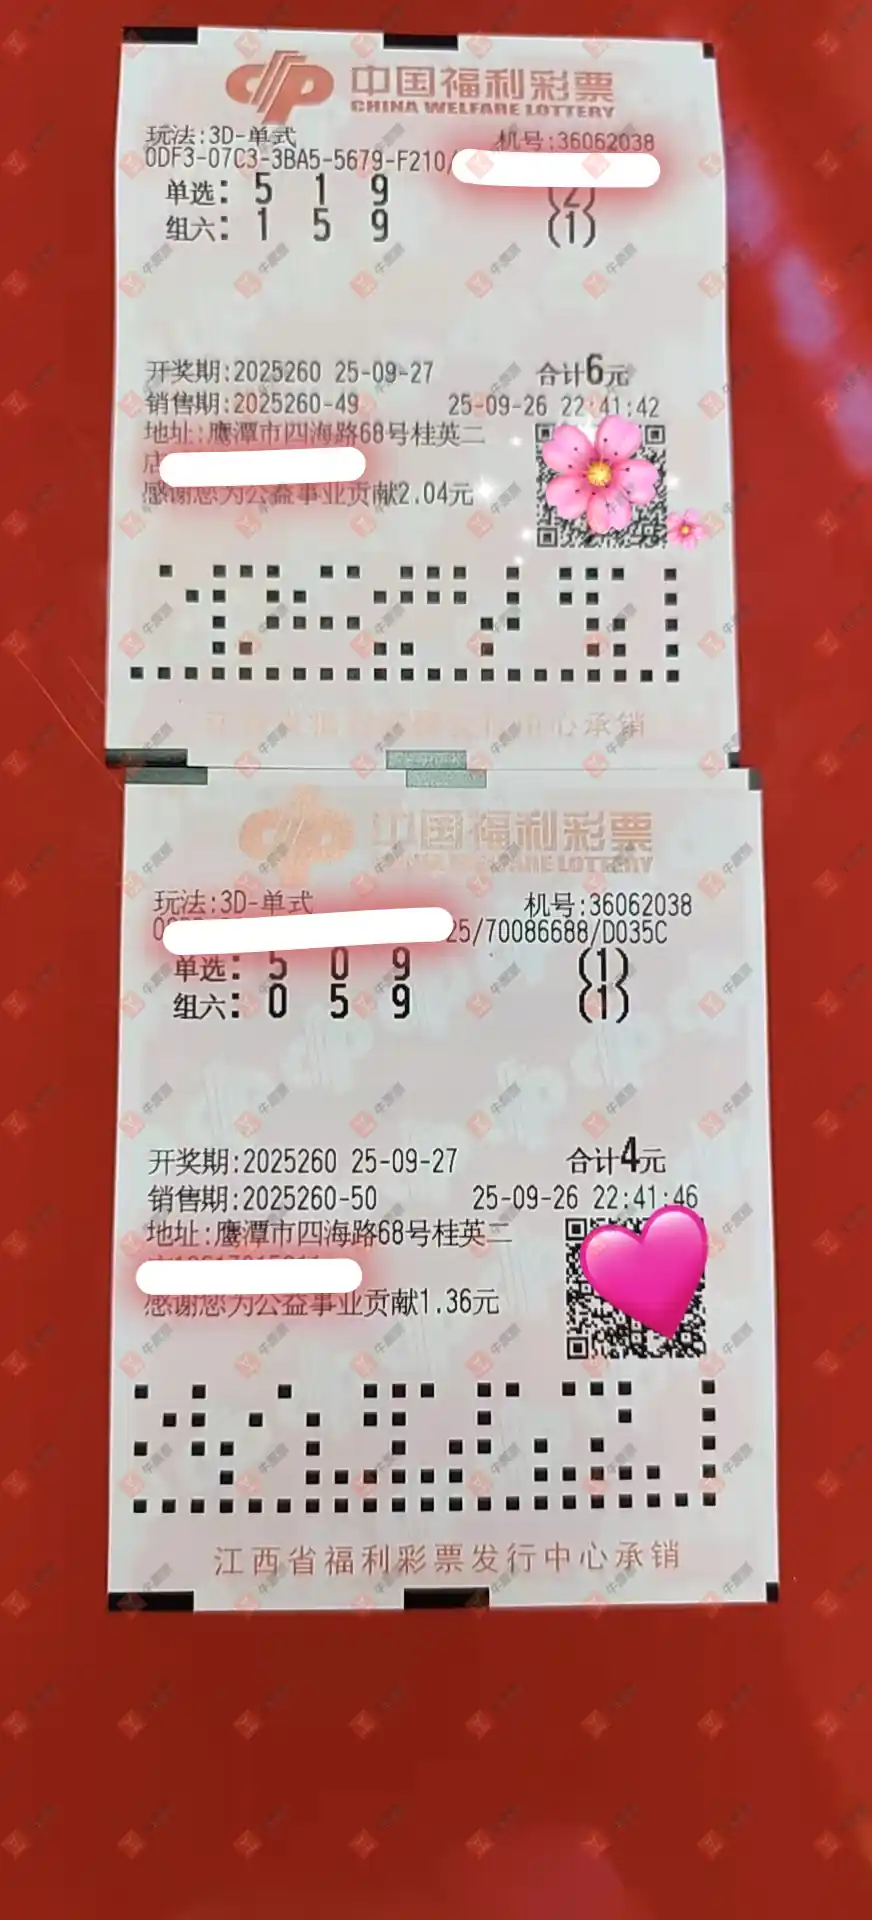 中国福利彩票
CHINA WELFARE LOTTERY
玩法:3D-单式 机号:36062038
0DF3-07C3-3BA5-5679-F210/
单选: 5 1 9 (2)
组六: 1 5 9 (1)
开奖期:2025260 25-09-27 合计6元
销售期:2025260-49 25-09-26 22:41:42
地址:鹰潭市四海路68号桂英二
店
感谢您为公益事业贡献2.04元
中心承销
中国福利彩票
CHINA WELFARE LOTTERY
玩法:3D-单式 机号:36062038
25/70086688/D035C
单选: 5 0 9 (1)
组六: 0 5 9 (1)
开奖期:2025260 25-09-27 合计4元
销售期:2025260-50 25-09-26 22:41:46
地址:鹰潭市四海路68号桂英二
感谢您为公益事业贡献1.36元
江西省福利彩票发行中心承销